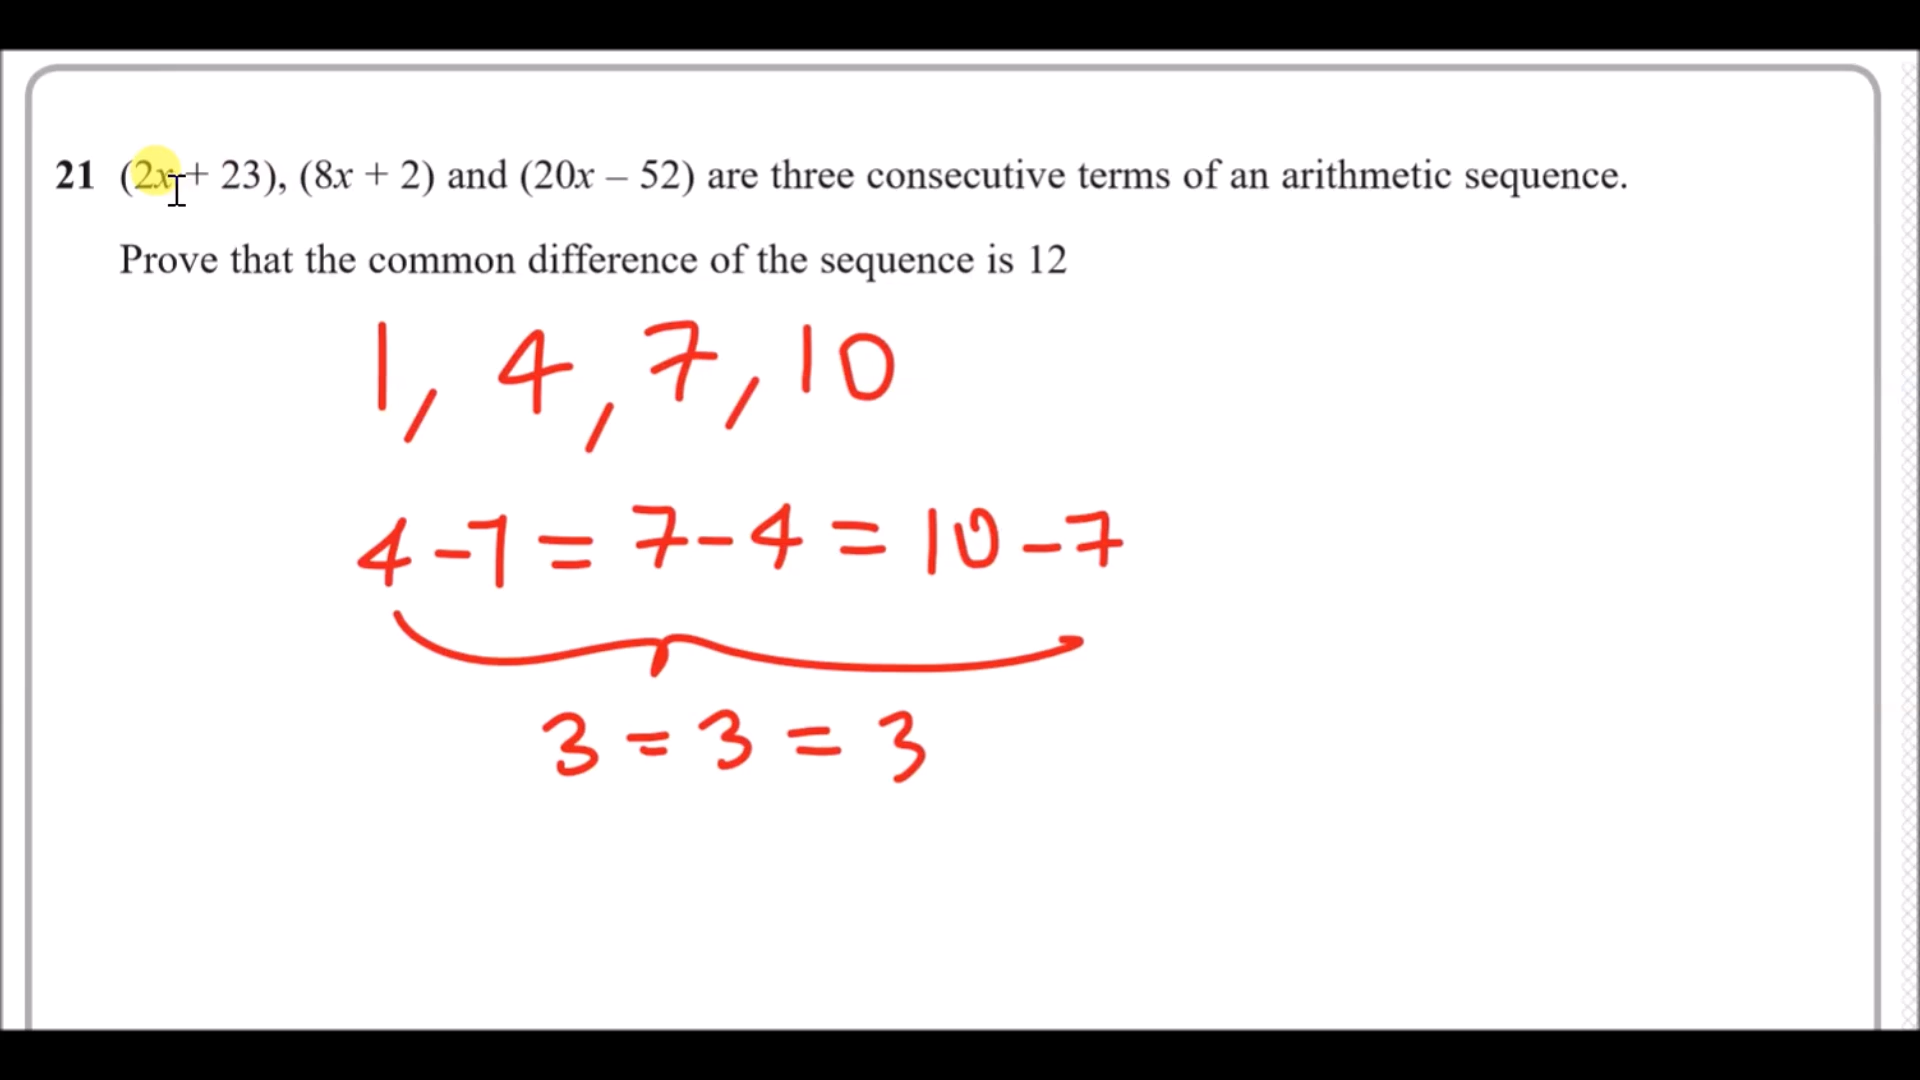 21 (2x + 23), (8x + 2) and (20x – 52) are three consecutive terms of an arithmetic sequence.
Prove that the common difference of the sequence is 12
1, 4, 7, 10
4 - 1 = 7 - 4 = 10 - 7
3 = 3 = 3